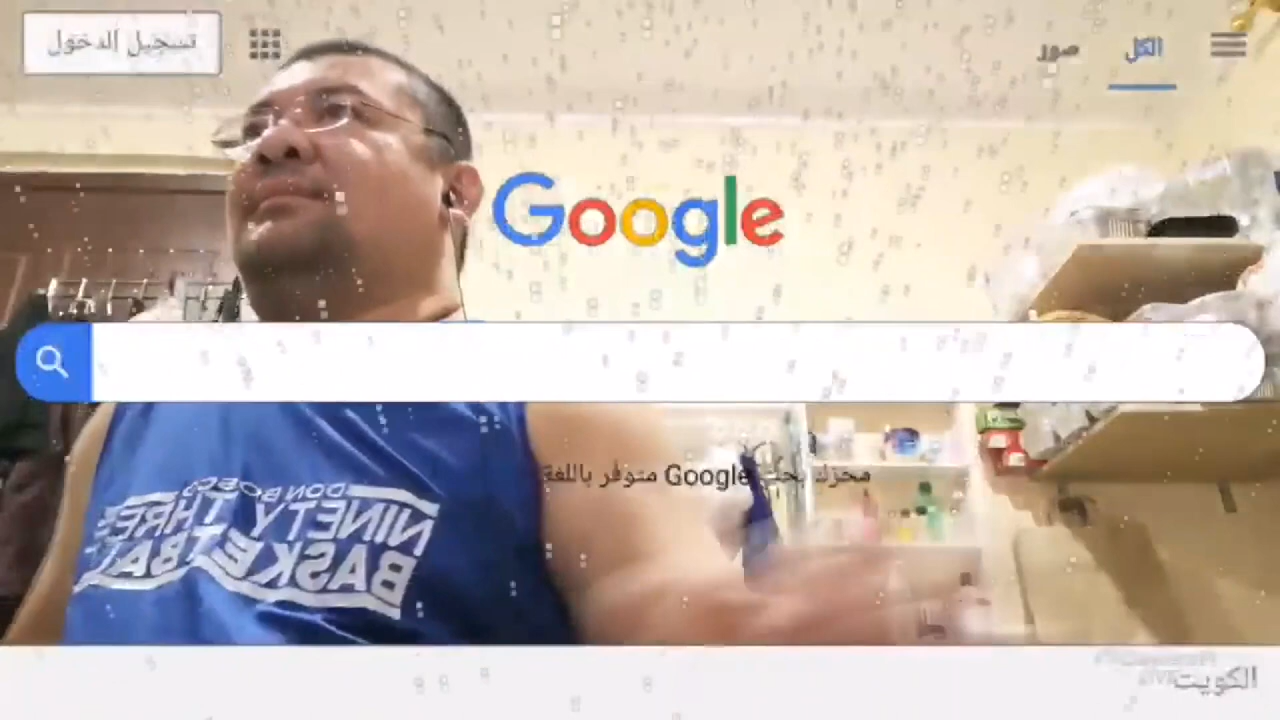 تسجيل الدخول
صور
الكل
Google
محرك بحث Google متوفر باللغة
DON BOSCO
NINETY THREE
BASKETBALL
الكويت